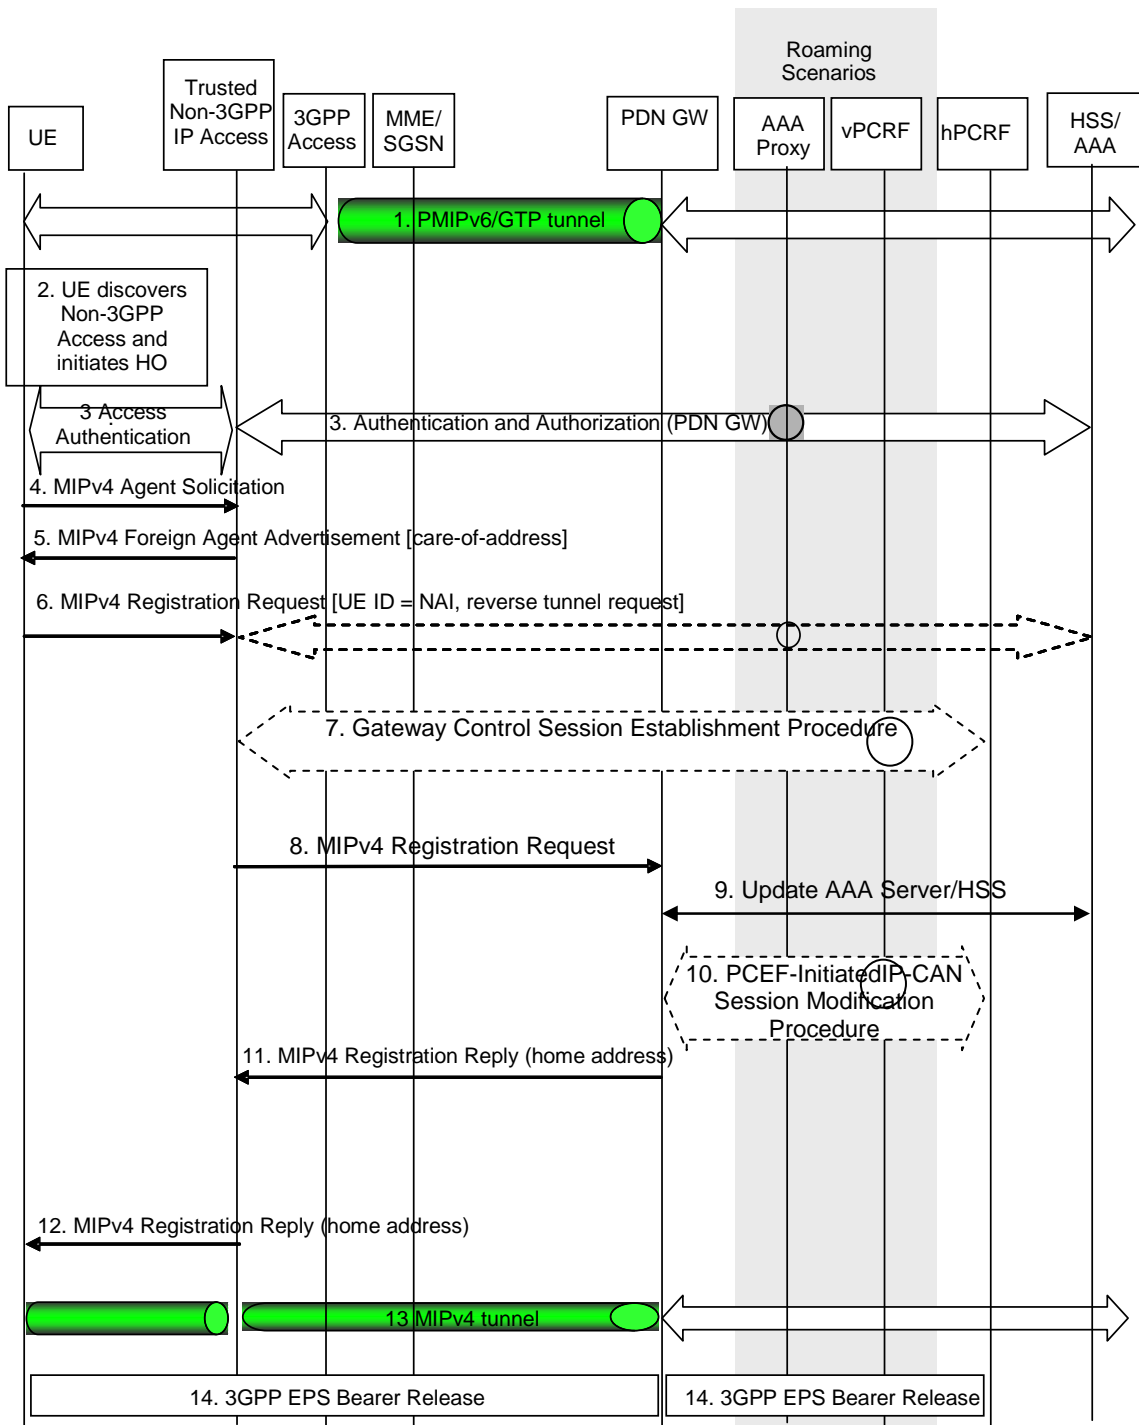 Roaming
Scenarios
UE
Trusted
Non-3GPP
IP Access
3GPP
Access
MME/
SGSN
PDN GW
AAA
Proxy
vPCRF
hPCRF
HSS/
AAA
1. PMIPv6/GTP tunnel
2. UE discovers
Non-3GPP
Access and
initiates HO
3 Access
Authentication
3. Authentication and Authorization (PDN GW)
4. MIPv4 Agent Solicitation
5. MIPv4 Foreign Agent Advertisement [care-of-address]
6. MIPv4 Registration Request [UE ID = NAI, reverse tunnel request]
7. Gateway Control Session Establishment Procedure
8. MIPv4 Registration Request
9. Update AAA Server/HSS
10. PCEF-InitiatedIP-CAN
Session Modification
Procedure
11. MIPv4 Registration Reply (home address)
12. MIPv4 Registration Reply (home address)
13 MIPv4 tunnel
14. 3GPP EPS Bearer Release
14. 3GPP EPS Bearer Release